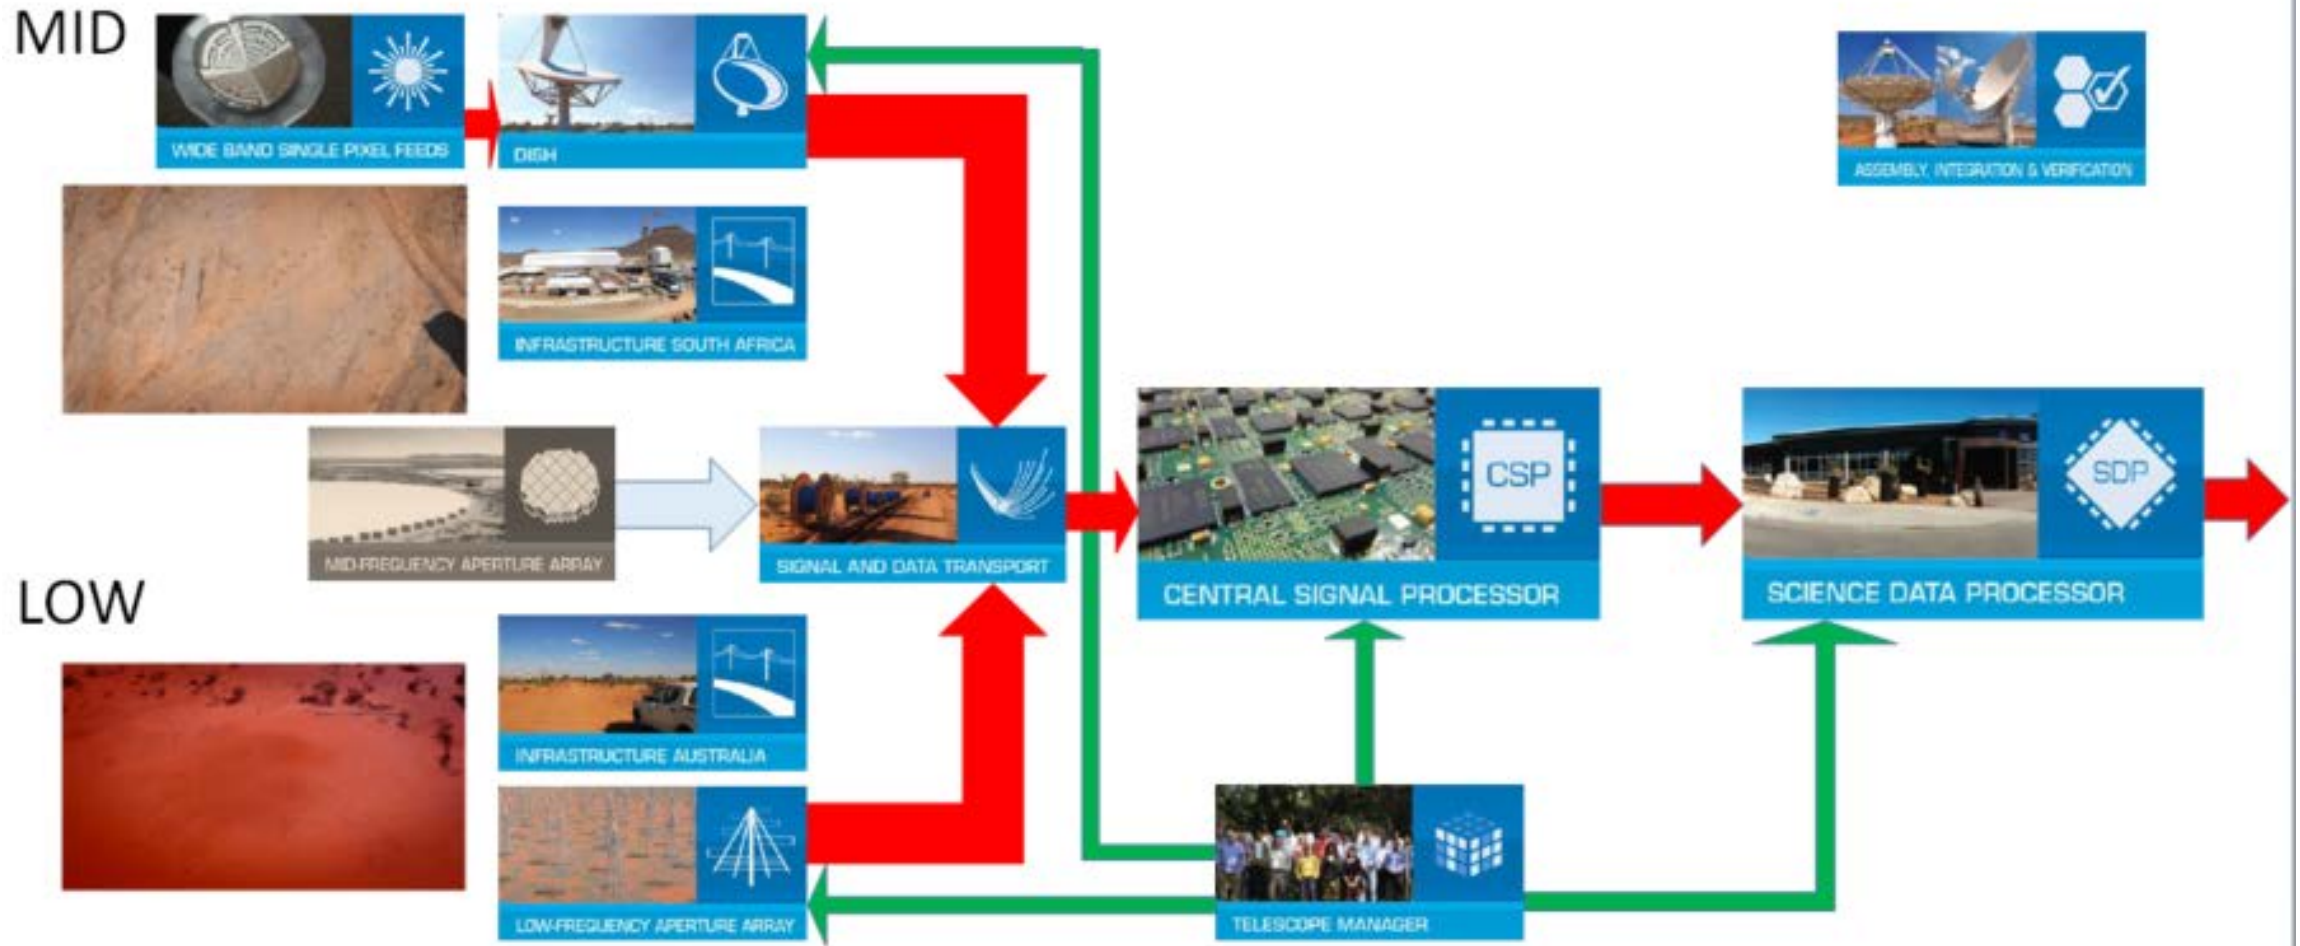 MID
WIDE BAND SINGLE PIXEL FEEDS
DISH
ASSEMBLY, INTEGRATION & VERIFICATION
INFRASTRUCTURE SOUTH AFRICA
MID-FREQUENCY APERTURE ARRAY
SIGNAL AND DATA TRANSPORT
CSP
CENTRAL SIGNAL PROCESSOR
SDP
SCIENCE DATA PROCESSOR
LOW
INFRASTRUCTURE AUSTRALIA
LOW-FREQUENCY APERTURE ARRAY
TELESCOPE MANAGER